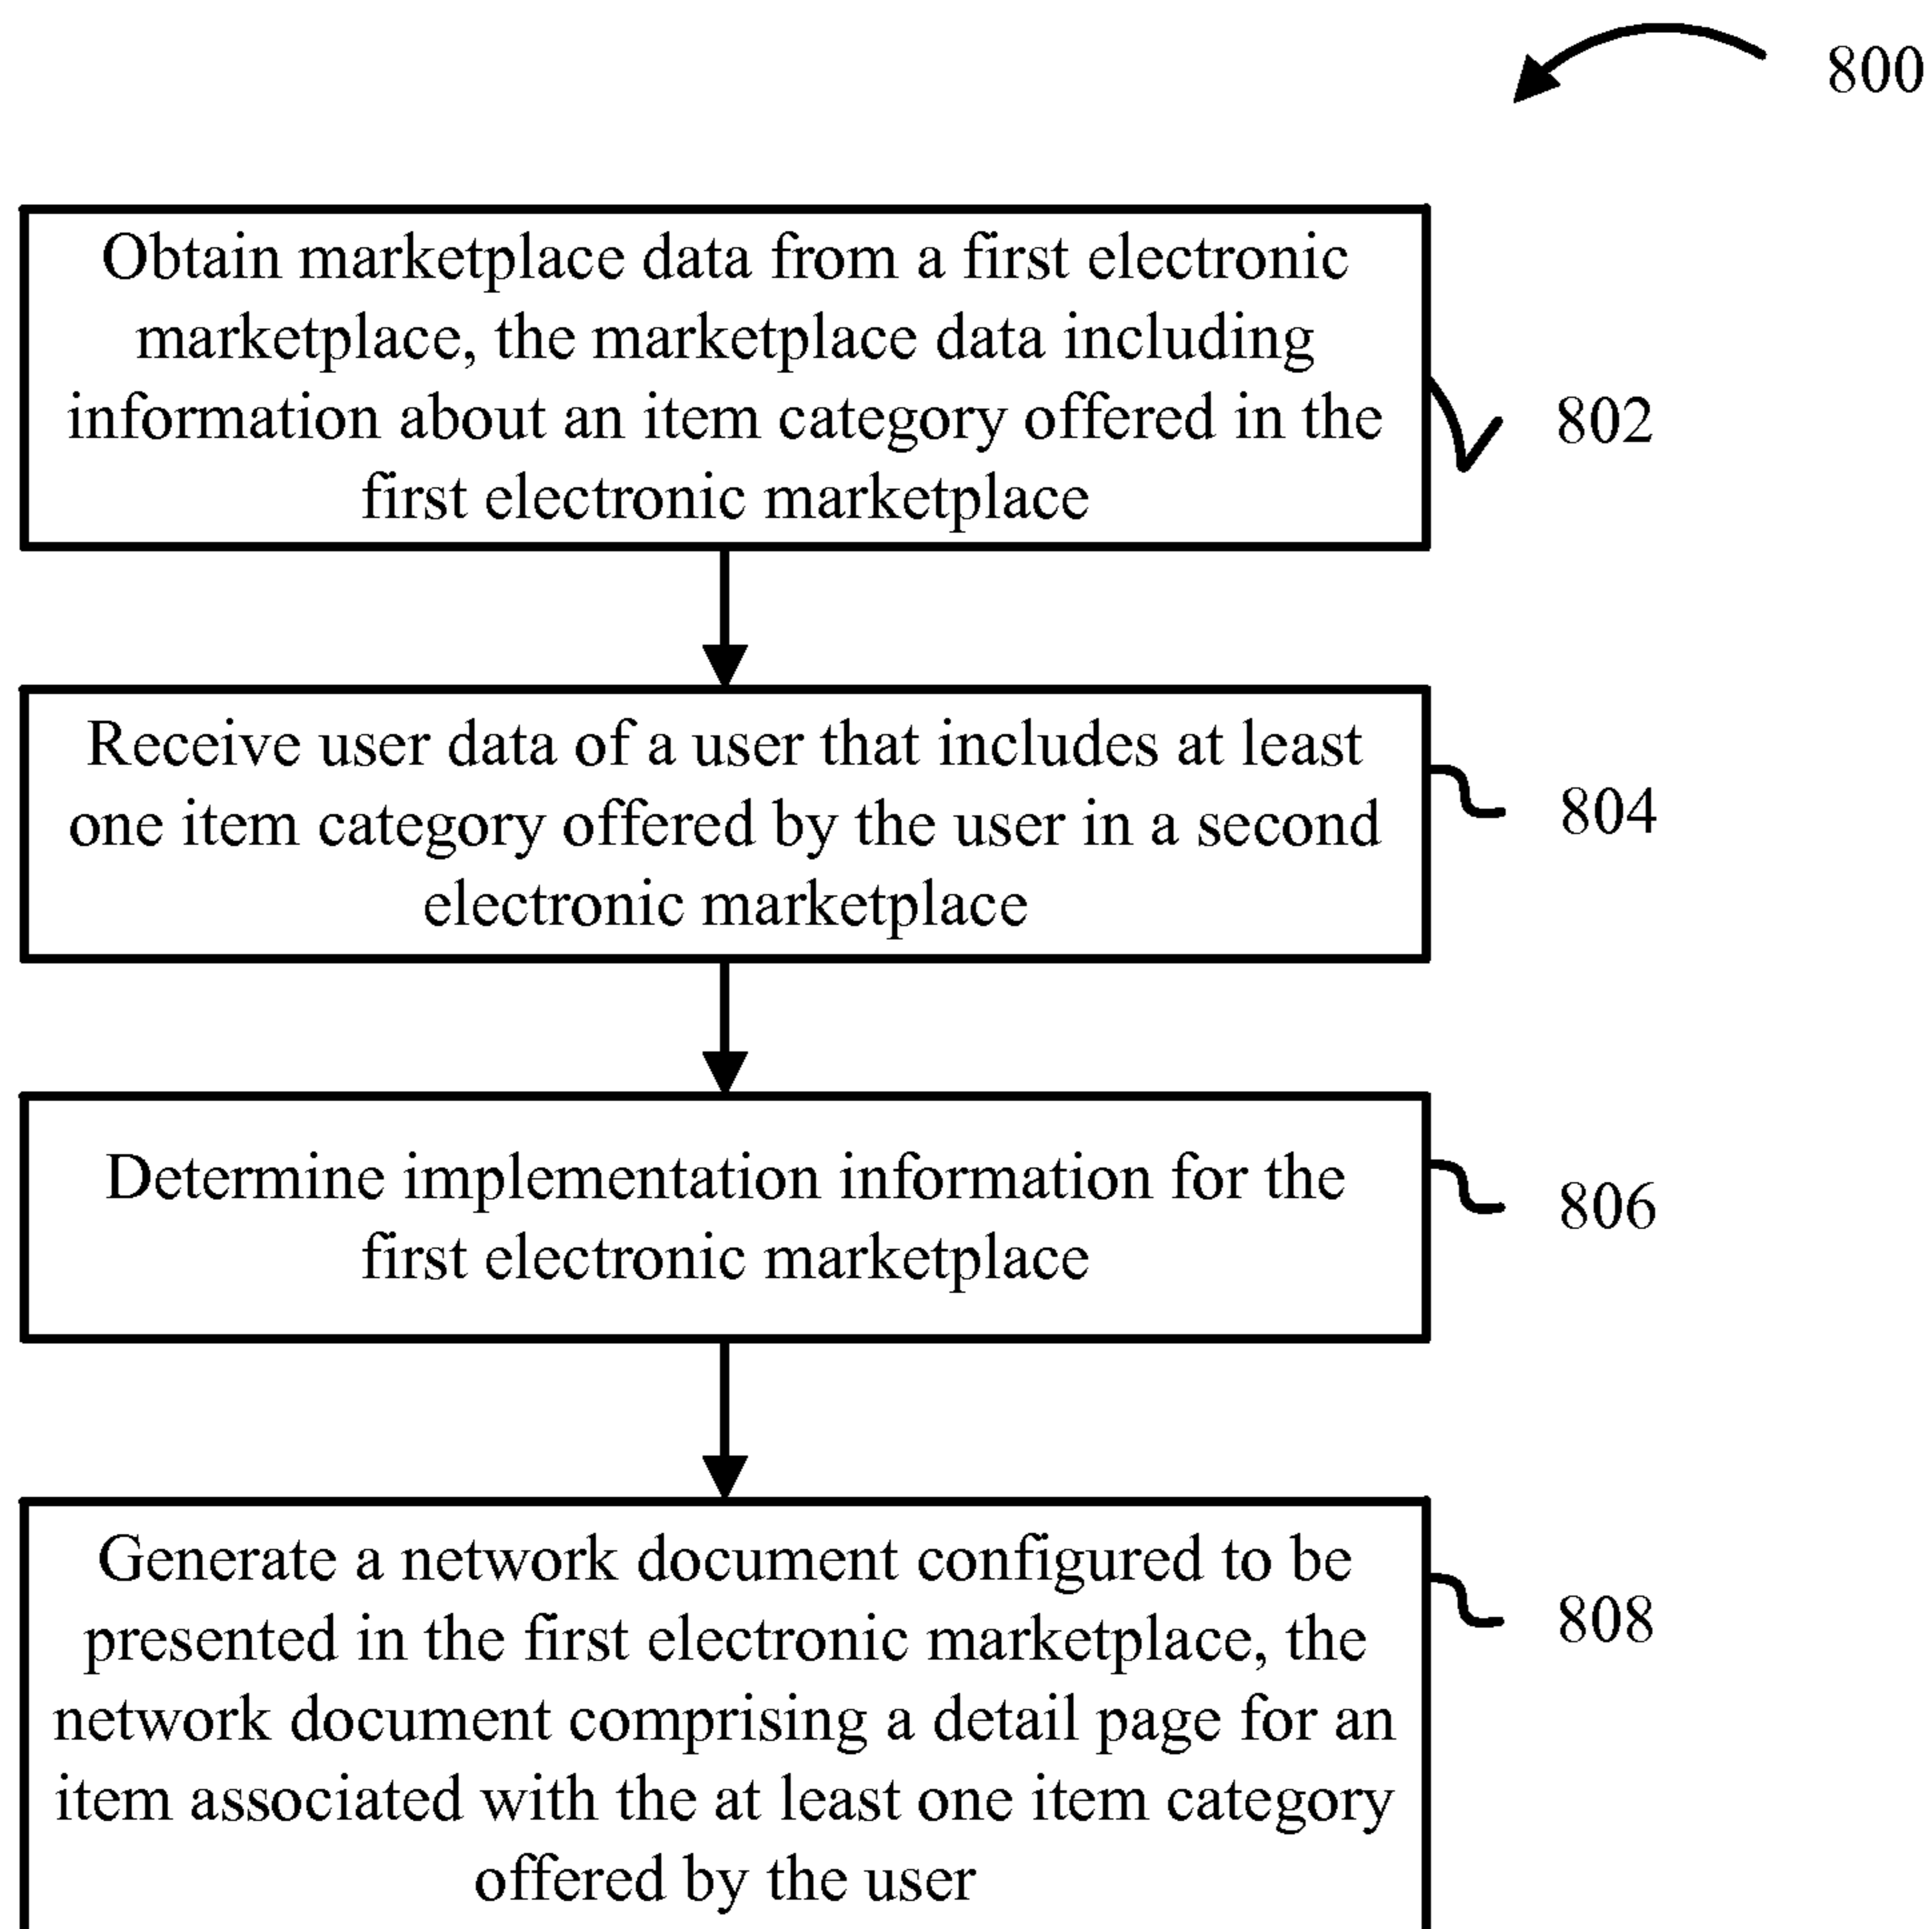 800
Obtain marketplace data from a first electronic
marketplace, the marketplace data including
information about an item category offered in the
first electronic marketplace
802
Receive user data of a user that includes at least
one item category offered by the user in a second
electronic marketplace
804
Determine implementation information for the
first electronic marketplace
806
Generate a network document configured to be
presented in the first electronic marketplace, the
network document comprising a detail page for an
item associated with the at least one item category
offered by the user
808